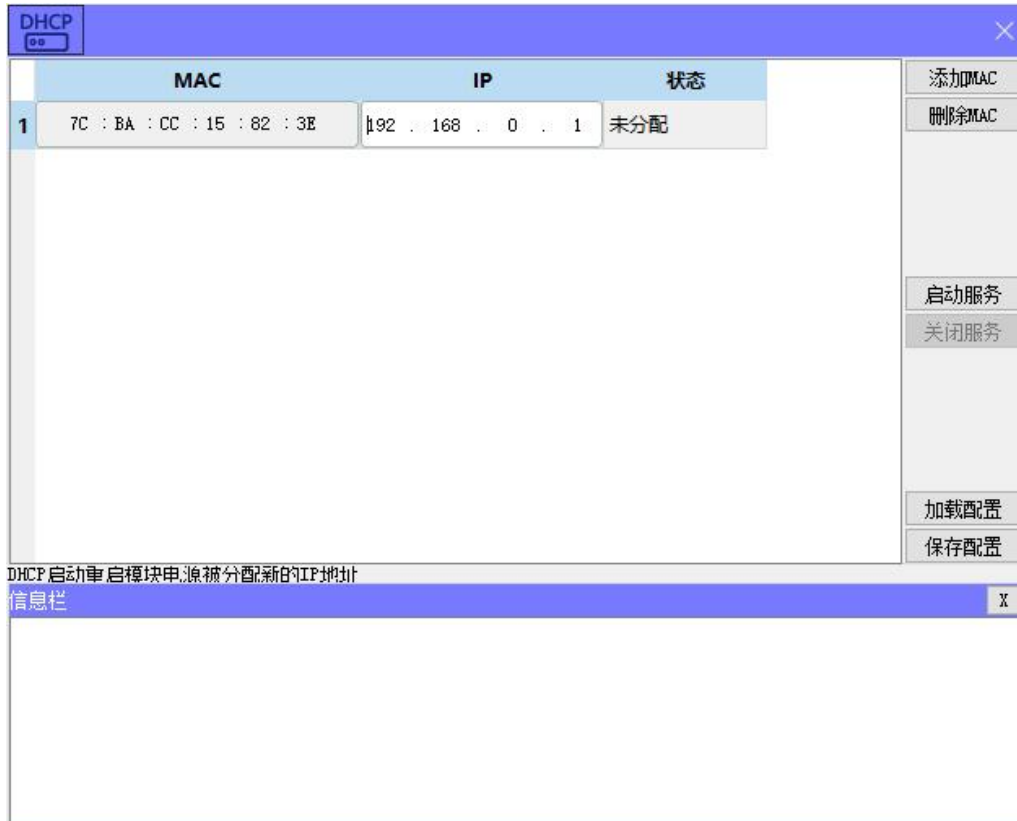 DHCP
MAC IP 状态 添加MAC
删除MAC
1 7C : BA : CC : 15 : 82 : 3E 192 . 168 . 0 . 1 未分配
启动服务
关闭服务
加载配置
保存配置
DHCP启动重启模块电源被分配新的IP地址
信息栏 X